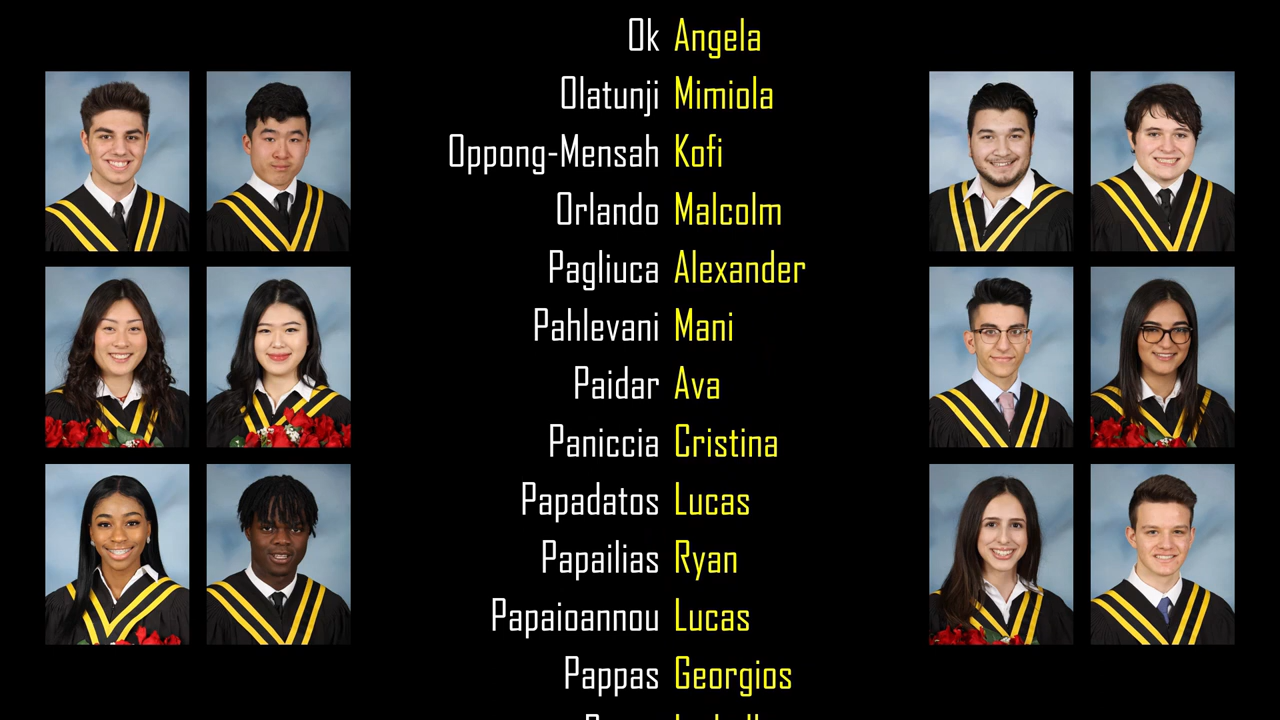 Ok Angela
Olatunji Mimiola
Oppong-Mensah Kofi
Orlando Malcolm
Pagliuca Alexander
Pahlevani Mani
Paidar Ava
Paniccia Cristina
Papadatos Lucas
Papailias Ryan
Papaioannou Lucas
Pappas Georgios